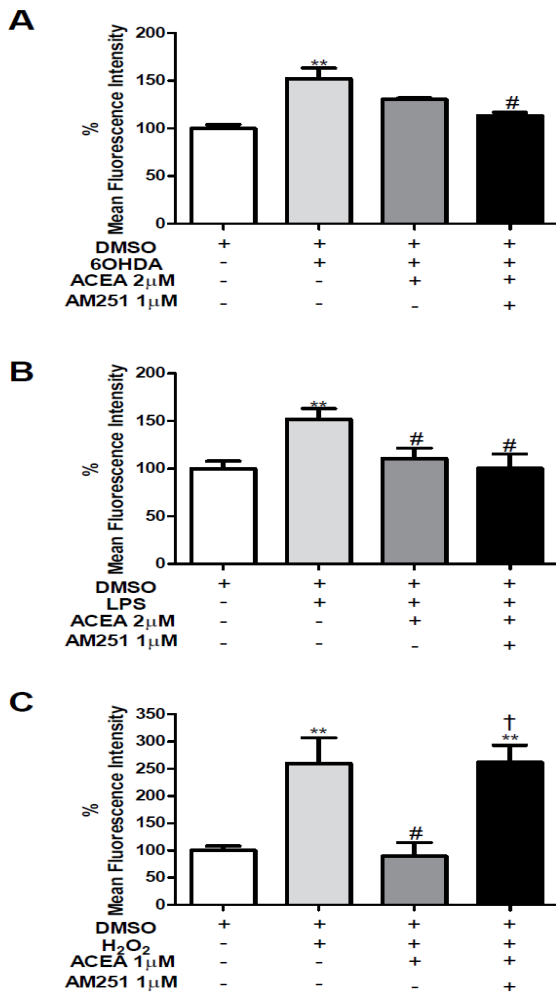 A
% Mean Fluorescence Intensity
200
**
150
#
100
50
0
DMSO + + + +
6OHDA - + + +
ACEA 2μM - - + +
AM251 1μM - - - +
B
% Mean Fluorescence Intensity
200
**
150
# #
100
50
0
DMSO + + + +
LPS - + + +
ACEA 2μM - - + +
AM251 1μM - - - +
C
% Mean Fluorescence Intensity
350
†
300
** **
250
200
150
#
100
50
0
DMSO + + + +
H₂O₂ - + + +
ACEA 1μM - - + +
AM251 1μM - - - +